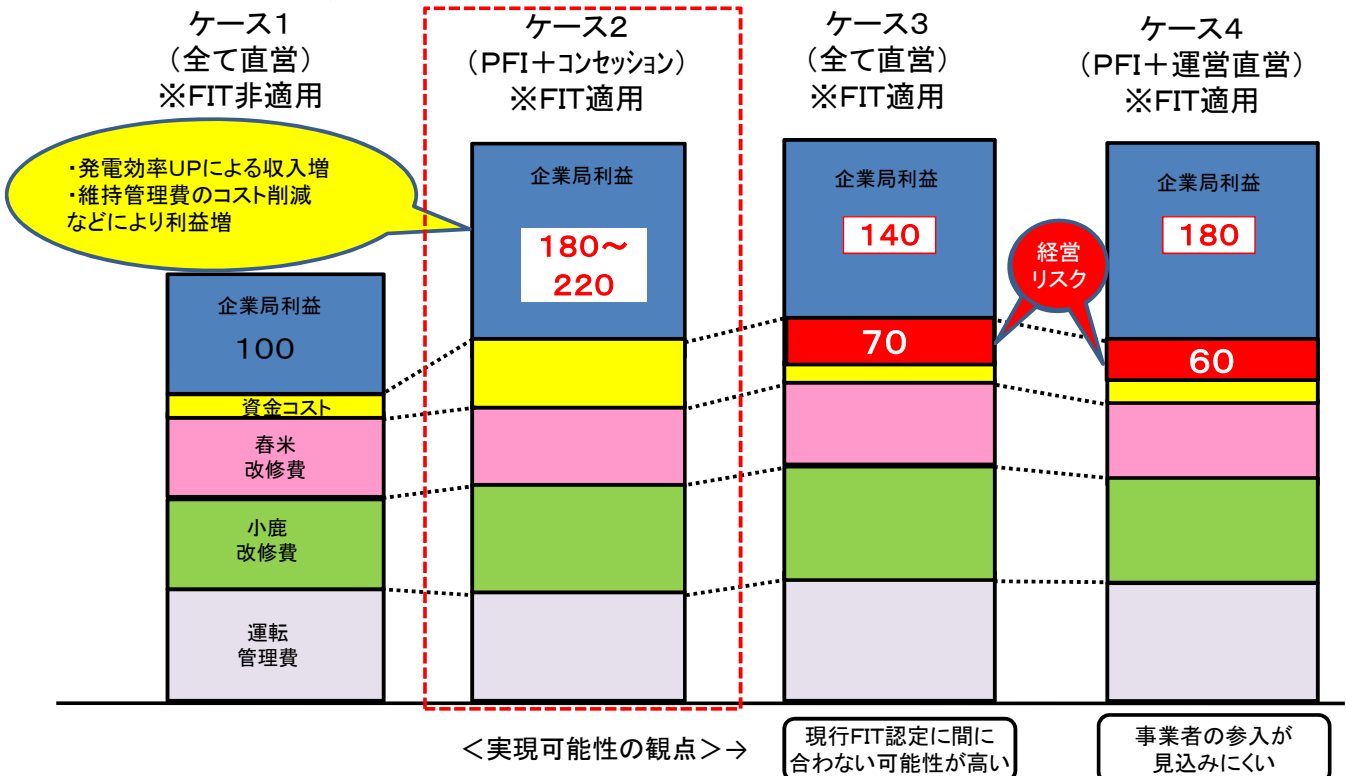 ケース1
(全て直営)
※FIT非適用
ケース2
(PFI+コンセッション)
※FIT適用
ケース3
(全て直営)
※FIT適用
ケース4
(PFI+運営直営)
※FIT適用
・発電効率UPによる収入増
・維持管理費のコスト削減
などにより利益増
企業局利益
100
資金コスト
舂米
改修費
小鹿
改修費
運転
管理費
企業局利益
180~
220
企業局利益
140
70
経営
リスク
企業局利益
180
60
<実現可能性の観点>→
現行FIT認定に間に
合わない可能性が高い
事業者の参入が
見込みにくい